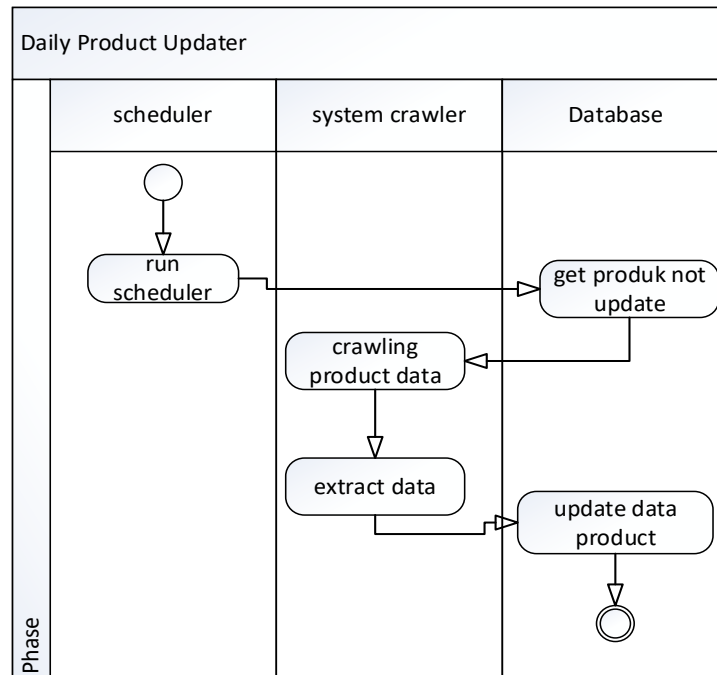 Daily Product Updater
scheduler
system crawler
Database
run
scheduler
get produk not
update
crawling
product data
extract data
update data
product
Phase